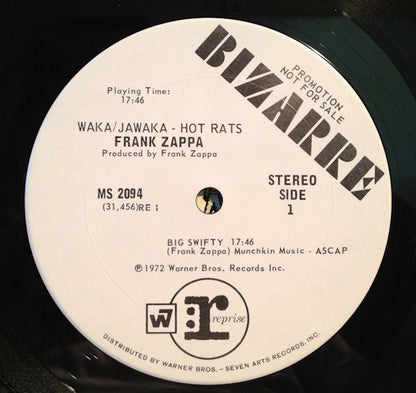 BIZARRE
PROMOTION
NOT FOR SALE
Playing Time:
17:46
WAKA/JAWAKA - HOT RATS
FRANK ZAPPA
Produced by Frank Zappa
MS 2094
(31,456)RE 1
STEREO
SIDE
1
BIG SWIFTY 17:46
(Frank Zappa) Munchkin Music - ASCAP
℗1972 Warner Bros. Records Inc.
W7
r:
reprise
DISTRIBUTED BY WARNER BROS. – SEVEN ARTS RECORDS, INC.